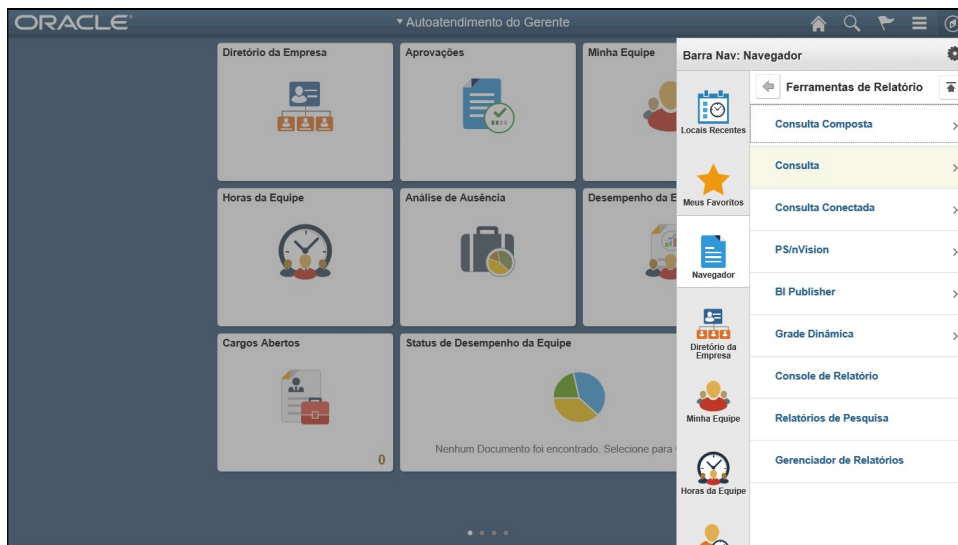 ORACLE
Autoatendimento do Gerente
Diretório da Empresa
Aprovações
Minha Equipe
Horas da Equipe
Análise de Ausência
Desempenho da E
Cargos Abertos
0
Status de Desempenho da Equipe
Nenhum Documento foi encontrado. Selecione para
Barra Nav: Navegador
Locais Recentes
Meus Favoritos
Navegador
Diretório da
Empresa
Minha Equipe
Horas da Equipe
Ferramentas de Relatório
Consulta Composta
Consulta
Consulta Conectada
PS/nVision
BI Publisher
Grade Dinâmica
Console de Relatório
Relatórios de Pesquisa
Gerenciador de Relatórios